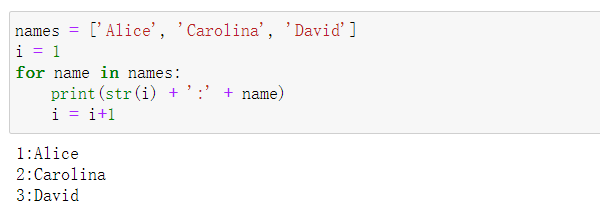 names = ['Alice', 'Carolina', 'David']
i = 1
for name in names:
    print(str(i) + ':' + name)
    i = i+1
1:Alice
2:Carolina
3:David